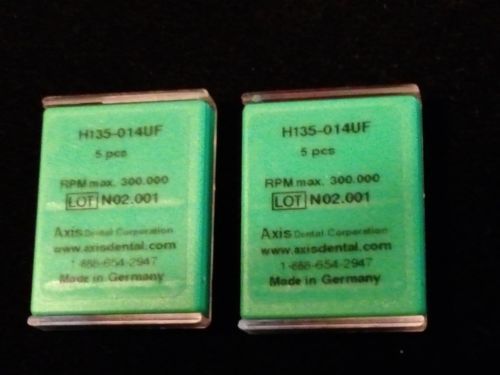 H135-014UF
5 pcs
RPM max. 300.000
LOT N02.001
Axis Dental Corporation
www.axisdental.com
1-888-654-2947
Made in Germany
H135-014UF
5 pcs
RPM max. 300.000
LOT N02.001
Axis Dental Corporation
www.axisdental.com
1-888-654-2947
Made in Germany